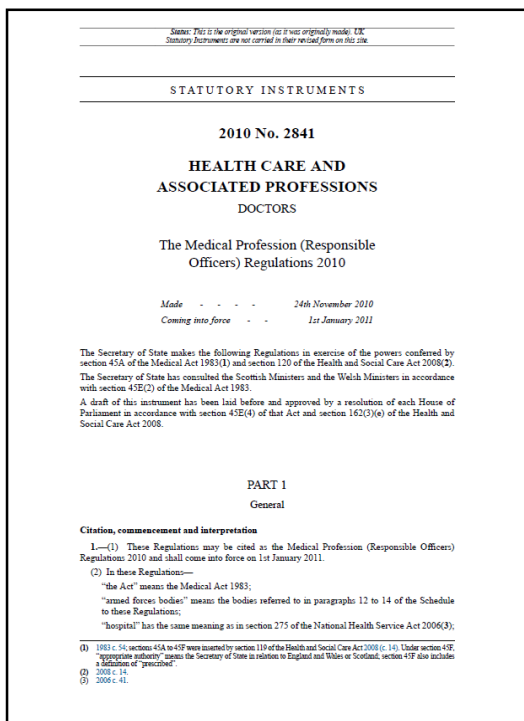 Status: This is the original version (as it was originally made). UK
Statutory Instruments are not carried in their revised form on this site.
STATUTORY INSTRUMENTS
2010 No. 2841
HEALTH CARE AND
ASSOCIATED PROFESSIONS
DOCTORS
The Medical Profession (Responsible
Officers) Regulations 2010
Made - - - - 24th November 2010
Coming into force - - 1st January 2011
The Secretary of State makes the following Regulations in exercise of the powers conferred by
section 45A of the Medical Act 1983(1) and section 120 of the Health and Social Care Act 2008(2).
The Secretary of State has consulted the Scottish Ministers and the Welsh Ministers in accordance
with section 45E(2) of the Medical Act 1983.
A draft of this instrument has been laid before and approved by a resolution of each House of
Parliament in accordance with section 45E(4) of that Act and section 162(3)(e) of the Health and
Social Care Act 2008.
PART 1
General
Citation, commencement and interpretation
1.—(1) These Regulations may be cited as the Medical Profession (Responsible Officers)
Regulations 2010 and shall come into force on 1st January 2011.
(2) In these Regulations—
“the Act” means the Medical Act 1983;
“armed forces bodies” means the bodies referred to in paragraphs 12 to 14 of the Schedule
to these Regulations;
“hospital” has the same meaning as in section 275 of the National Health Service Act 2006(3);
(1) 1983 c. 54; sections 45A to 45F were inserted by section 119 of the Health and Social Care Act 2008 (c. 14). Under section 45F,
“appropriate authority” means the Secretary of State in relation to England and Wales or Scotland; section 45F also includes
a definition of “prescribed”.
(2) 2008 c. 14.
(3) 2006 c. 41.